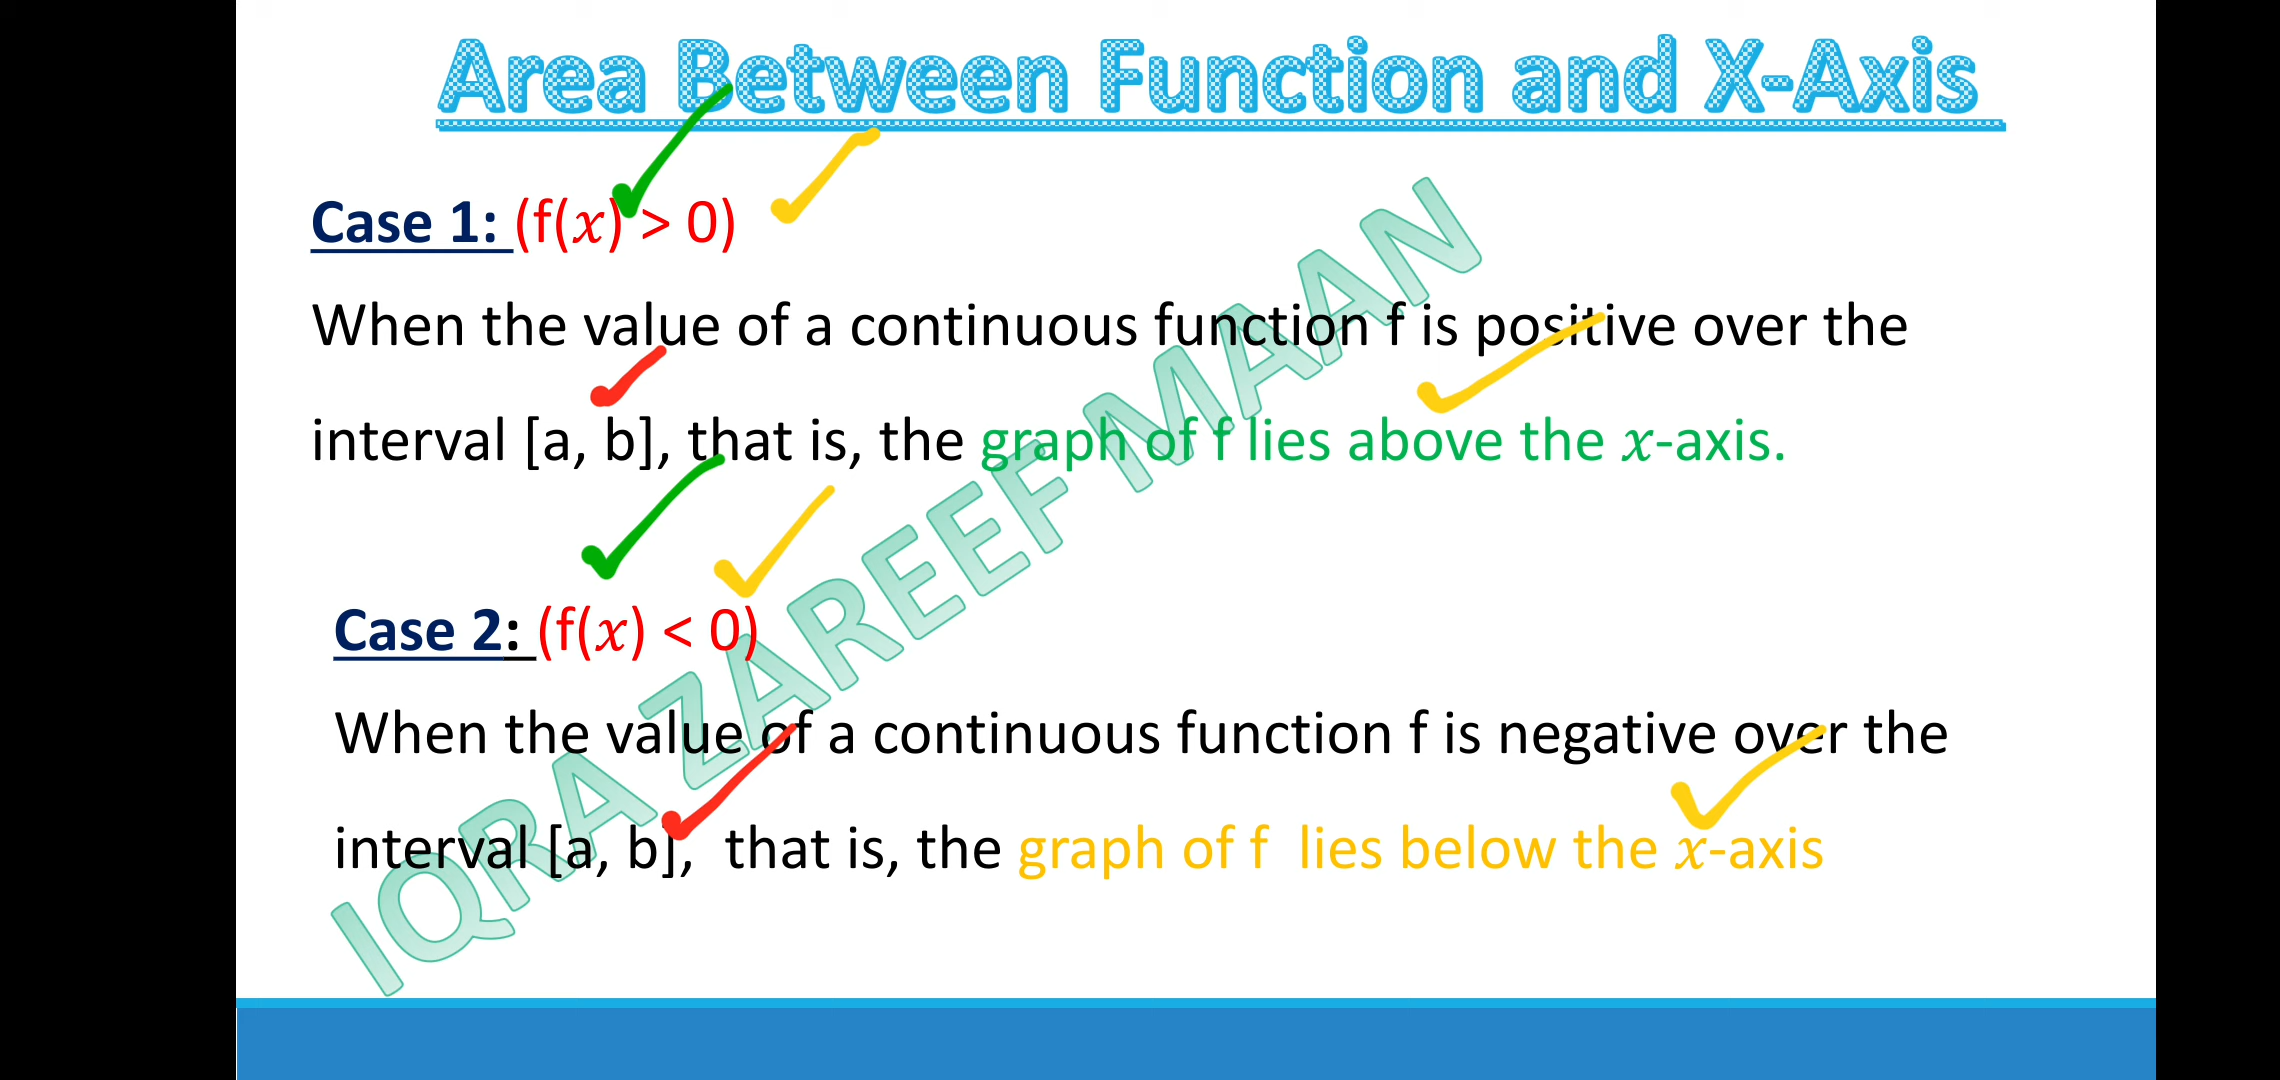 Area Between Function and X-Axis
Case 1: (f(x) > 0)
When the value of a continuous function f is positive over the
interval [a, b], that is, the graph of f lies above the x-axis.
Case 2: (f(x) < 0)
When the value of a continuous function f is negative over the
interval [a, b],  that is, the graph of f  lies below the x-axis
IQRA ZAREEF MAAN